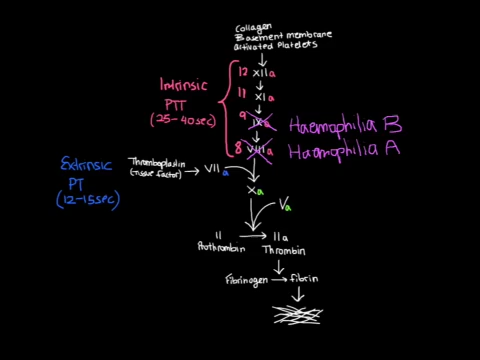 Collagen
Basement membrane
activated Platelets
12 XIIa
Intrinsic
PTT
(25-40sec)
11 XIa
9 IXa Haemophilia B
8 VIIIa Haemophilia A
Extrinsic
PT
(12-15sec)
Thromboplastin
(tissue factor)
VIIa
Xa
Va
II IIa
Prothrombin Thrombin
Fibrinogen fibrin